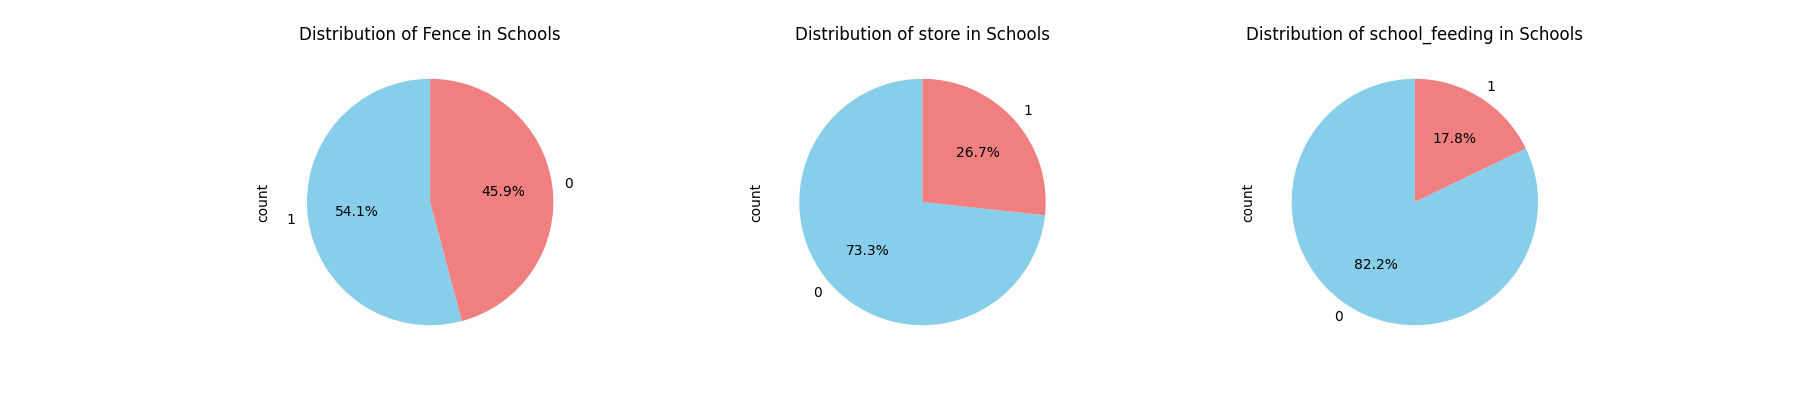 Distribution of Fence in Schools
count
1
54.1%
45.9%
0
Distribution of store in Schools
count
1
26.7%
73.3%
0
Distribution of school_feeding in Schools
count
1
17.8%
82.2%
0